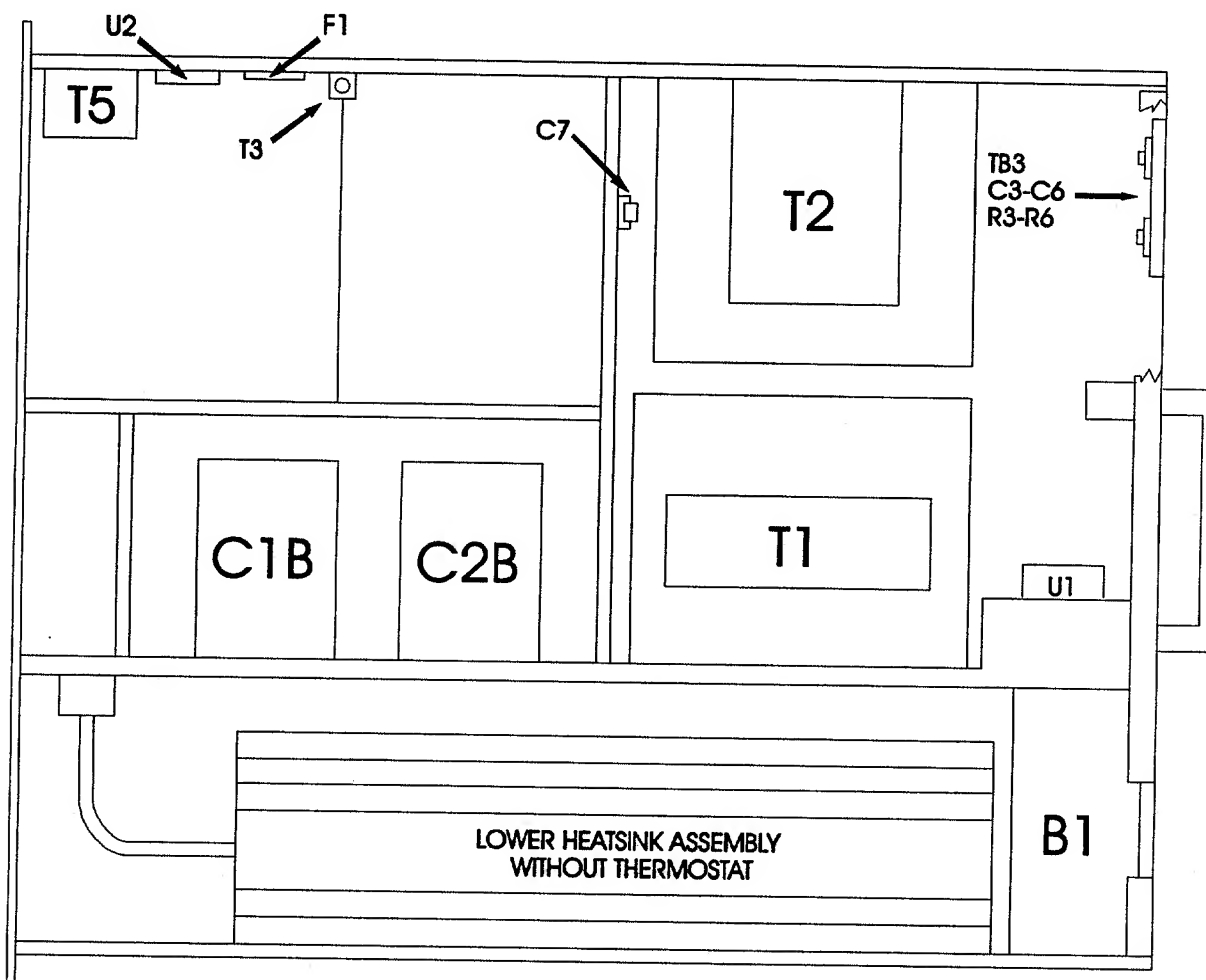 U2
F1
T5
T3
C7
T2
TB3
C3-C6
R3-R6
C1B
C2B
T1
U1
LOWER HEATSINK ASSEMBLY
WITHOUT THERMOSTAT
B1